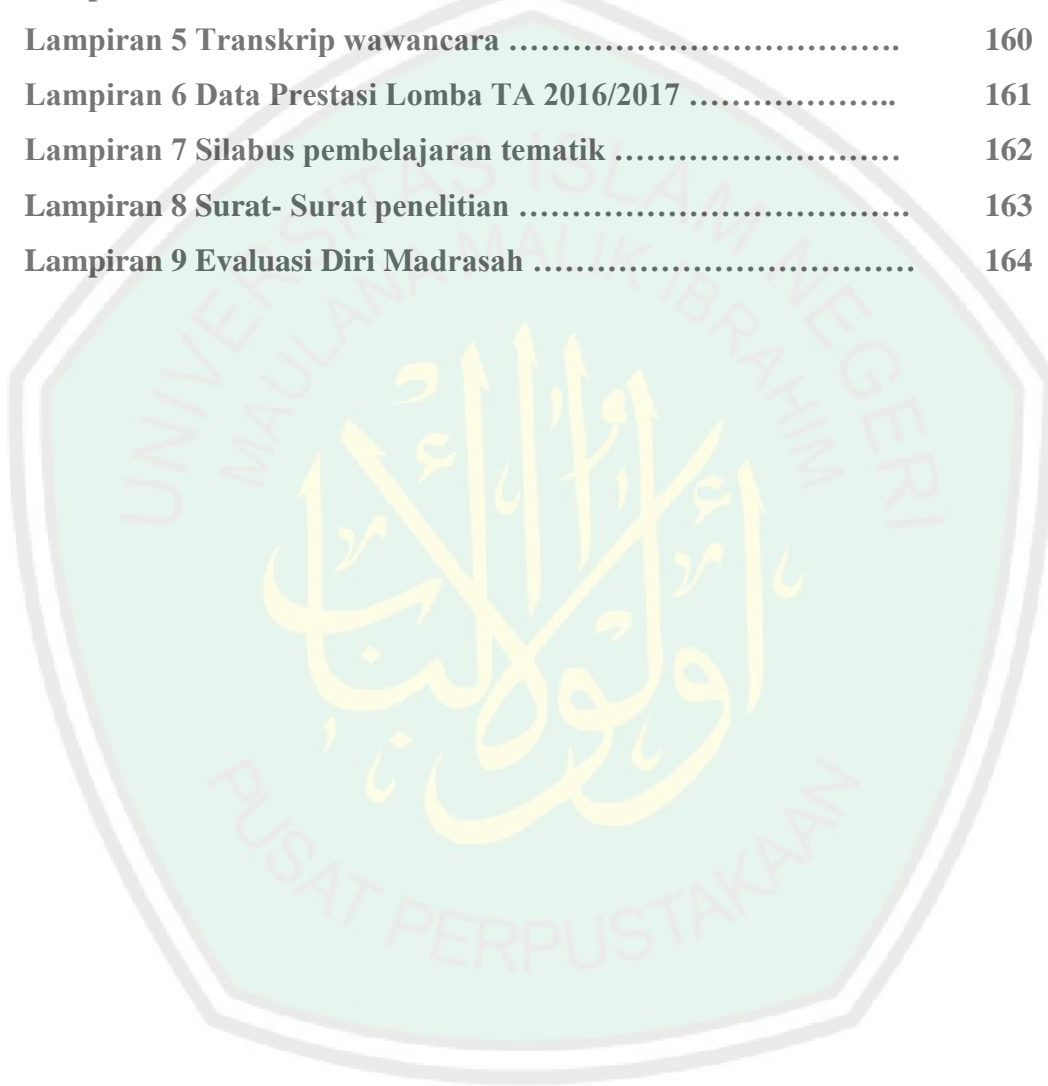 Lampiran 5 Transkrip wawancara ………………………………. 160
Lampiran 6 Data Prestasi Lomba TA 2016/2017 ……………….. 161
Lampiran 7 Silabus pembelajaran tematik ……………………… 162
Lampiran 8 Surat- Surat penelitian ………………………………. 163
Lampiran 9 Evaluasi Diri Madrasah ……………………………… 164
UNIVERSITAS ISLAM NEGERI
MAULANA MALIK IBRAHIM
أولوا الألباب
PUSAT PERPUSTAKAAN